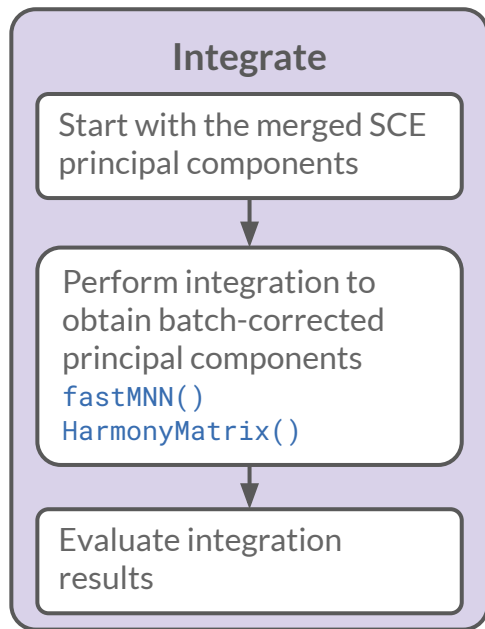 Integrate
Start with the merged SCE
principal components
Perform integration to
obtain batch-corrected
principal components
fastMNN()
HarmonyMatrix()
Evaluate integration
results